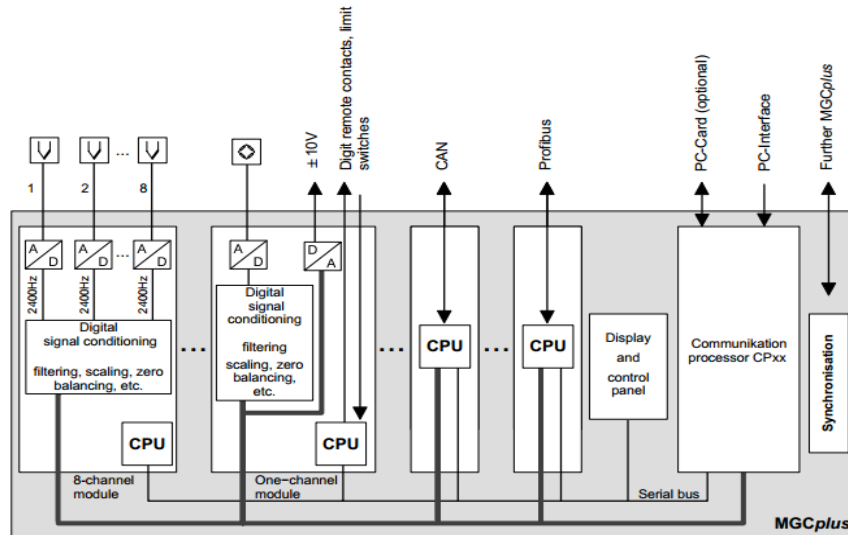 ± 10V
Digit remote contacts, limit
switches
CAN
Profibus
PC-Card (optional)
PC-Interface
Further MGCplus
1
2
...
8
A
D
A
D
...
A
D
A
D
D
A
2400Hz
2400Hz
2400Hz
Digital
signal conditioning
filtering, scaling, zero
balancing, etc.
CPU
8-channel
module
...
Digital
signal
conditioning
filtering
scaling, zero
balancing,
etc.
CPU
One-channel
module
...
CPU
...
CPU
Display
and
control
panel
Communikation
processor CPxx
Synchronisation
Serial bus
MGCplus